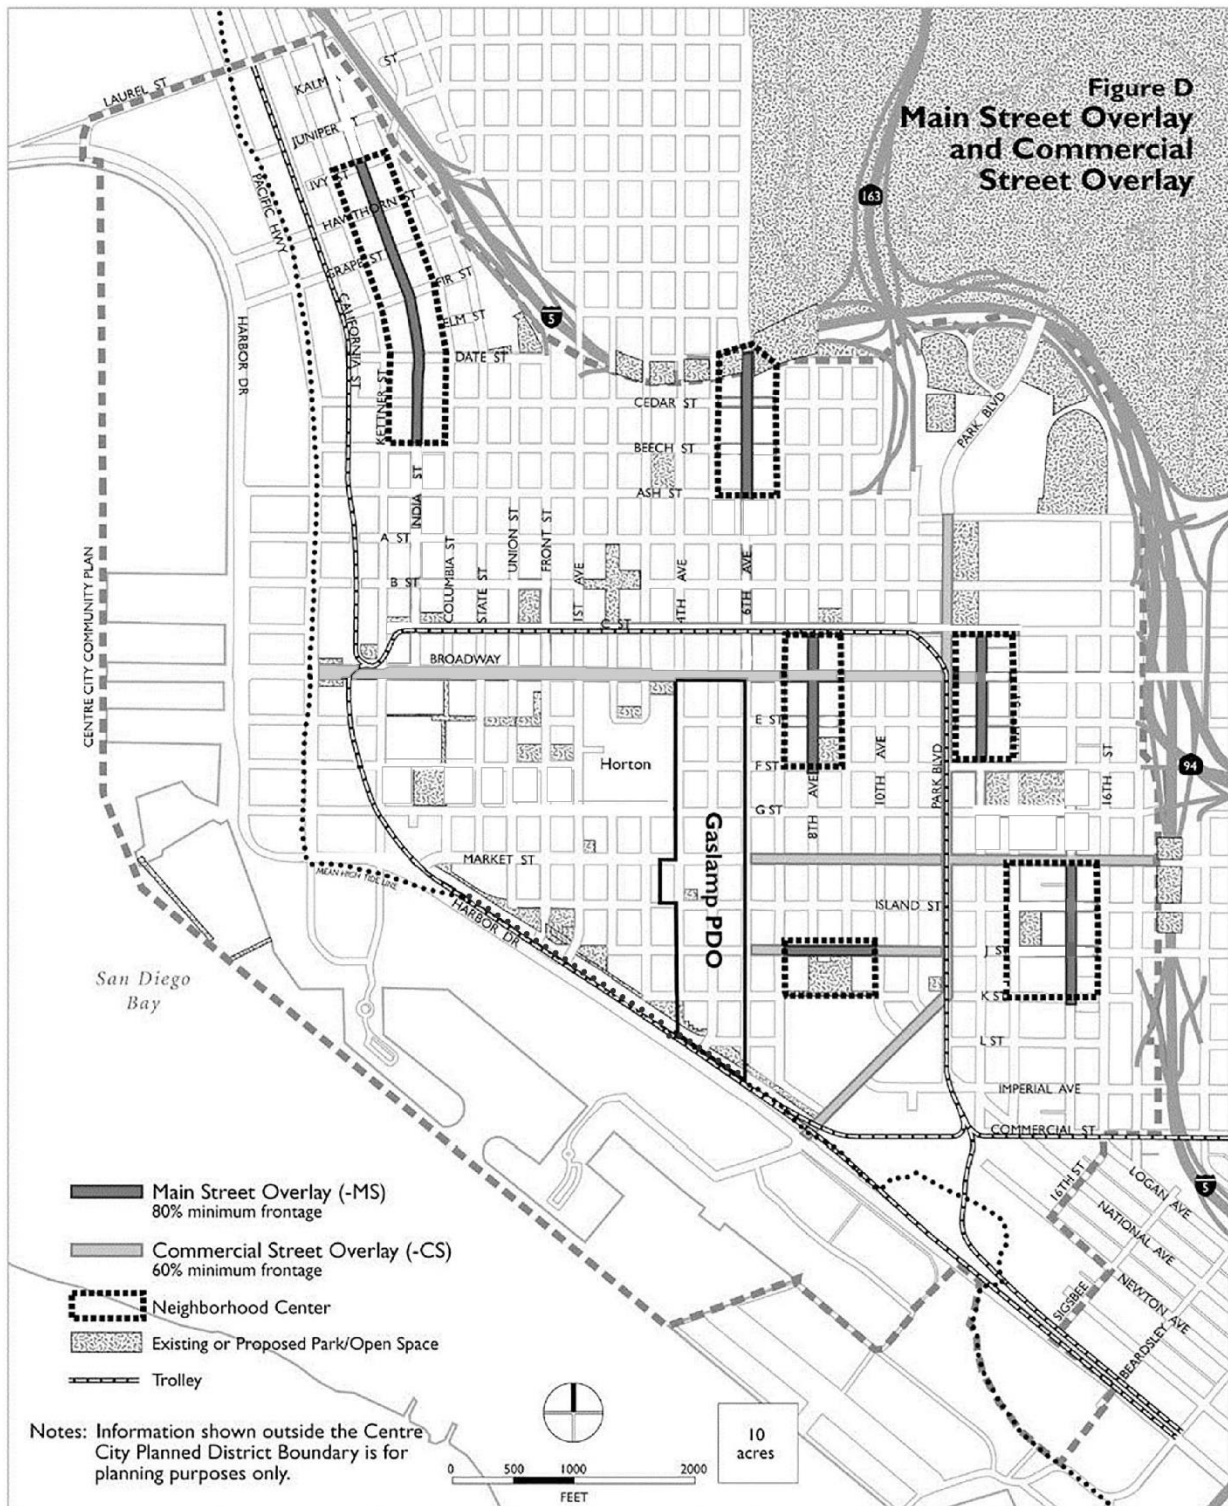 Figure D
Main Street Overlay
and Commercial
Street Overlay
LAUREL ST
ST
KALM
JUNIPER
IVY ST
HAWTHORN ST
GRAPE ST
FIR ST
ELM ST
DATE ST
CEDAR ST
BEECH ST
ASH ST
PACIFIC HWY
CALIFORNIA ST
KETTNER ST
HARBOR DR
163
5
PARK BLVD
INDIA ST
A ST
B ST
COLUMBIA ST
STATE ST
UNION ST
FRONT ST
1ST AVE
4TH AVE
6TH AVE
C ST
BROADWAY
CENTRE CITY COMMUNITY PLAN
E ST
F ST
G ST
Horton
8TH AVE
10TH AVE
PARK BLVD
16TH ST
94
Gaslamp PDO
MARKET ST
MEAN HIGH TIDE LINE
HARBOR DR
ISLAND ST
J ST
K ST
L ST
IMPERIAL AVE
COMMERCIAL ST
San Diego
Bay
16TH ST
LOGAN AVE
NATIONAL AVE
NEWTON AVE
SIGSBEE
BEARDSLEY
5
Main Street Overlay (-MS)
80% minimum frontage
Commercial Street Overlay (-CS)
60% minimum frontage
Neighborhood Center
Existing or Proposed Park/Open Space
Trolley
Notes: Information shown outside the Centre
City Planned District Boundary is for
planning purposes only.
0 500 1000 2000
FEET
10
acres